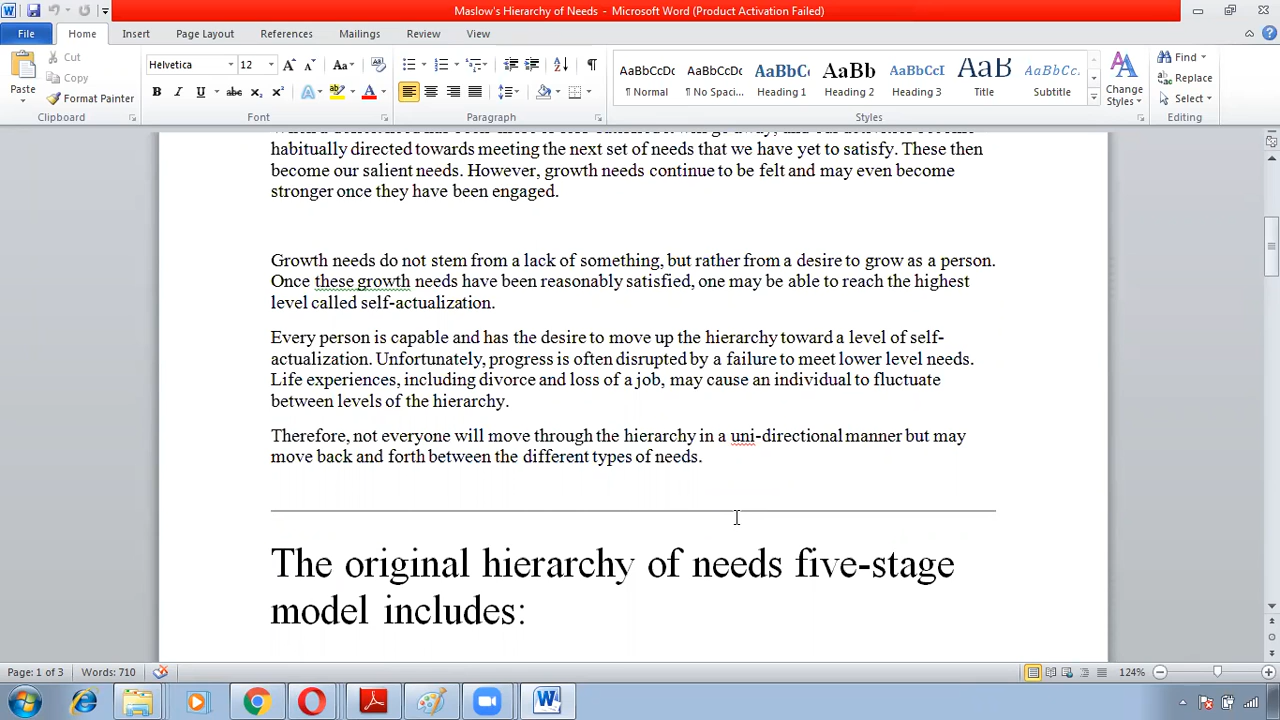 Maslow's Hierarchy of Needs - Microsoft Word (Product Activation Failed)
File Home Insert Page Layout References Mailings Review View
Paste
Cut
Copy
Format Painter
Clipboard
Helvetica 12
Font
Paragraph
AaBbCcDc AaBbCcDc AaBbC AaBb AaBbCcI AaB AaBbCc.
¶ Normal ¶ No Spaci... Heading 1 Heading 2 Heading 3 Title Subtitle
Change Styles
Styles
Find
Replace
Select
Editing
habitually directed towards meeting the next set of needs that we have yet to satisfy. These then
become our salient needs. However, growth needs continue to be felt and may even become
stronger once they have been engaged.
Growth needs do not stem from a lack of something, but rather from a desire to grow as a person.
Once these growth needs have been reasonably satisfied, one may be able to reach the highest
level called self-actualization.
Every person is capable and has the desire to move up the hierarchy toward a level of self-
actualization. Unfortunately, progress is often disrupted by a failure to meet lower level needs.
Life experiences, including divorce and loss of a job, may cause an individual to fluctuate
between levels of the hierarchy.
Therefore, not everyone will move through the hierarchy in a uni-directional manner but may
move back and forth between the different types of needs.
The original hierarchy of needs five-stage
model includes:
Page: 1 of 3 Words: 710 124%